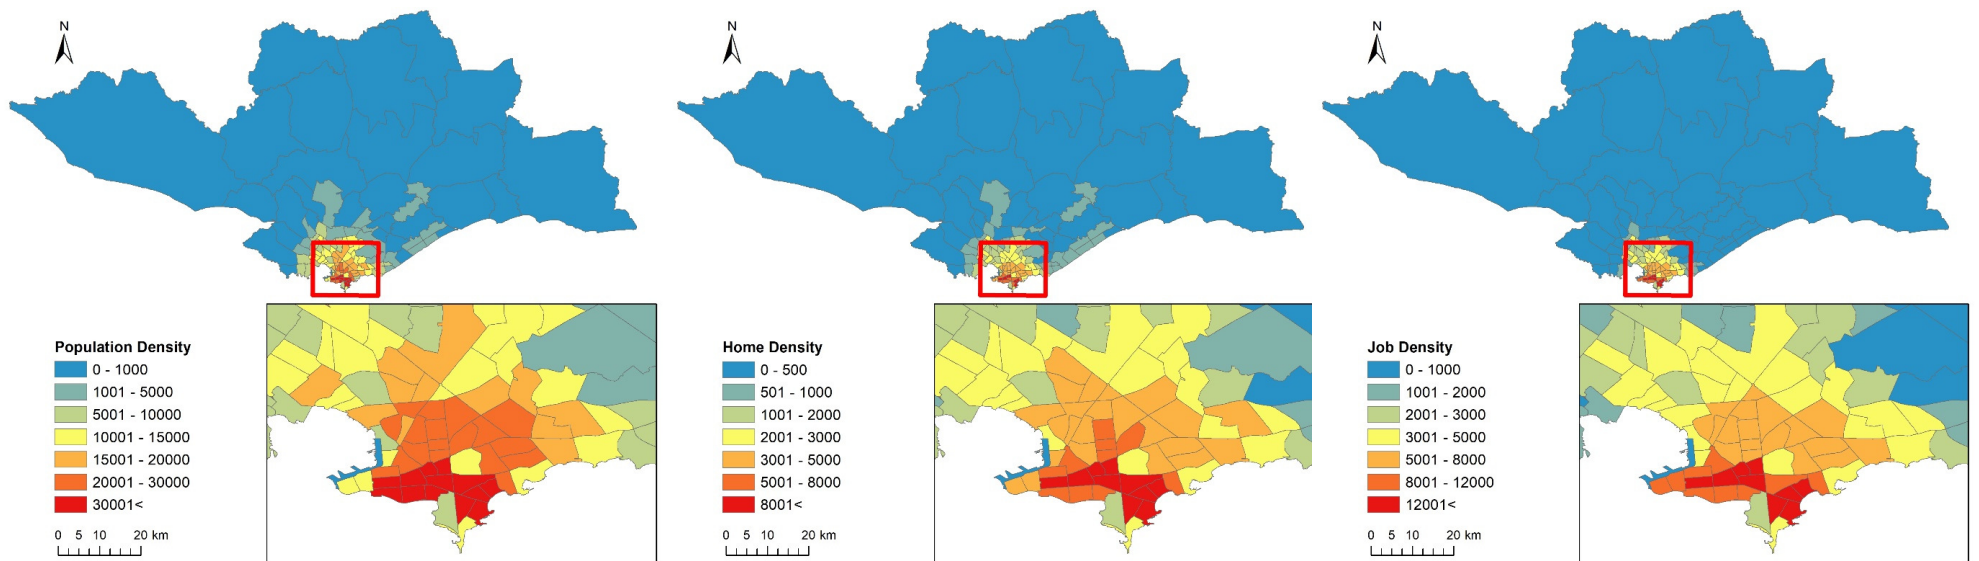 N
Population Density
0 - 1000
1001 - 5000
5001 - 10000
10001 - 15000
15001 - 20000
20001 - 30000
30001<
0 5 10 20 km
N
Home Density
0 - 500
501 - 1000
1001 - 2000
2001 - 3000
3001 - 5000
5001 - 8000
8001<
0 5 10 20 km
N
Job Density
0 - 1000
1001 - 2000
2001 - 3000
3001 - 5000
5001 - 8000
8001 - 12000
12001<
0 5 10 20 km